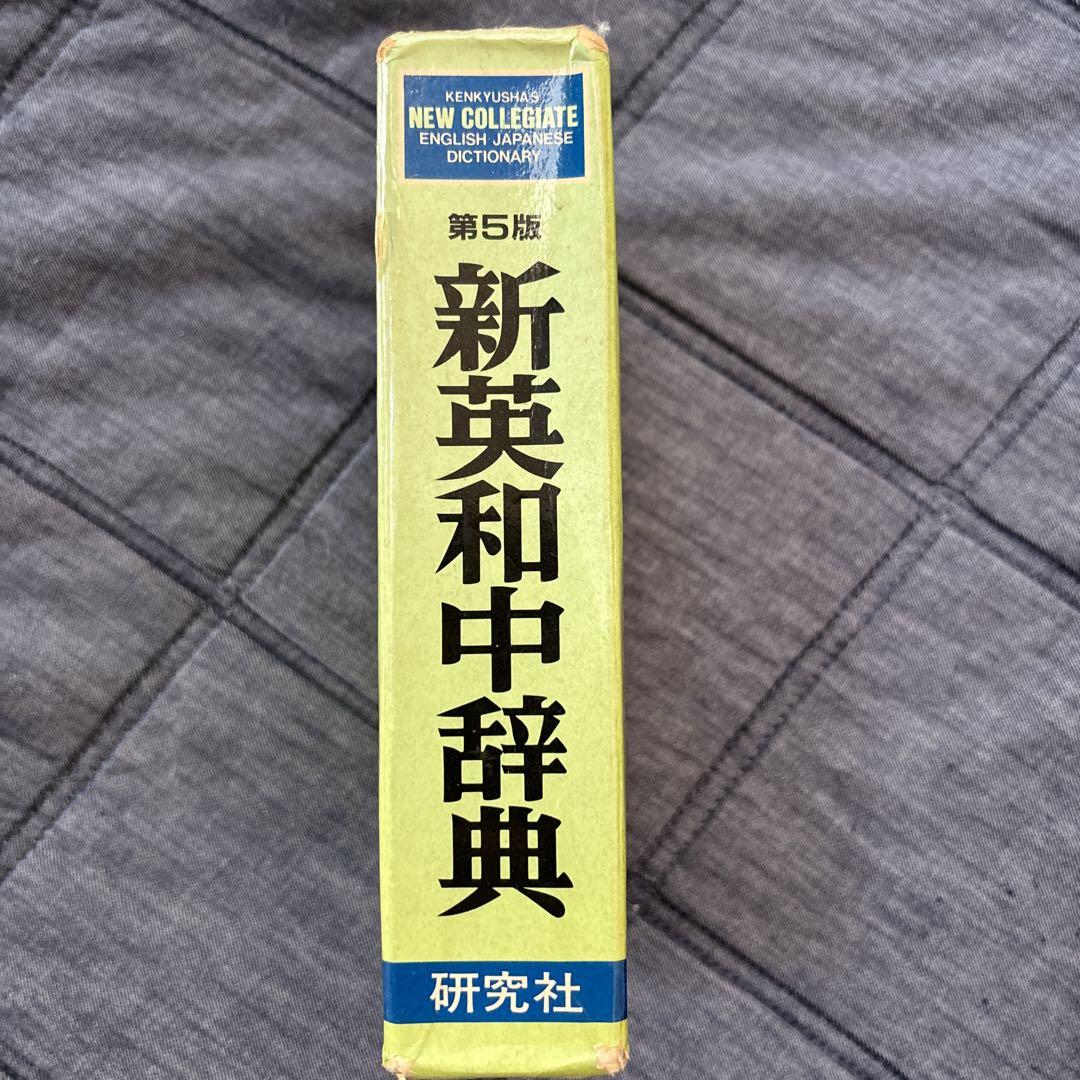 KENKYUSHA'S
NEW COLLEGIATE
ENGLISH JAPANESE
DICTIONARY
第5版
新英和中辞典
研究社